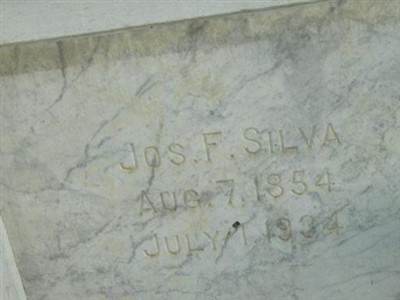 JOS. F. SILVA
AUG. 7, 1854
JULY 1 1934